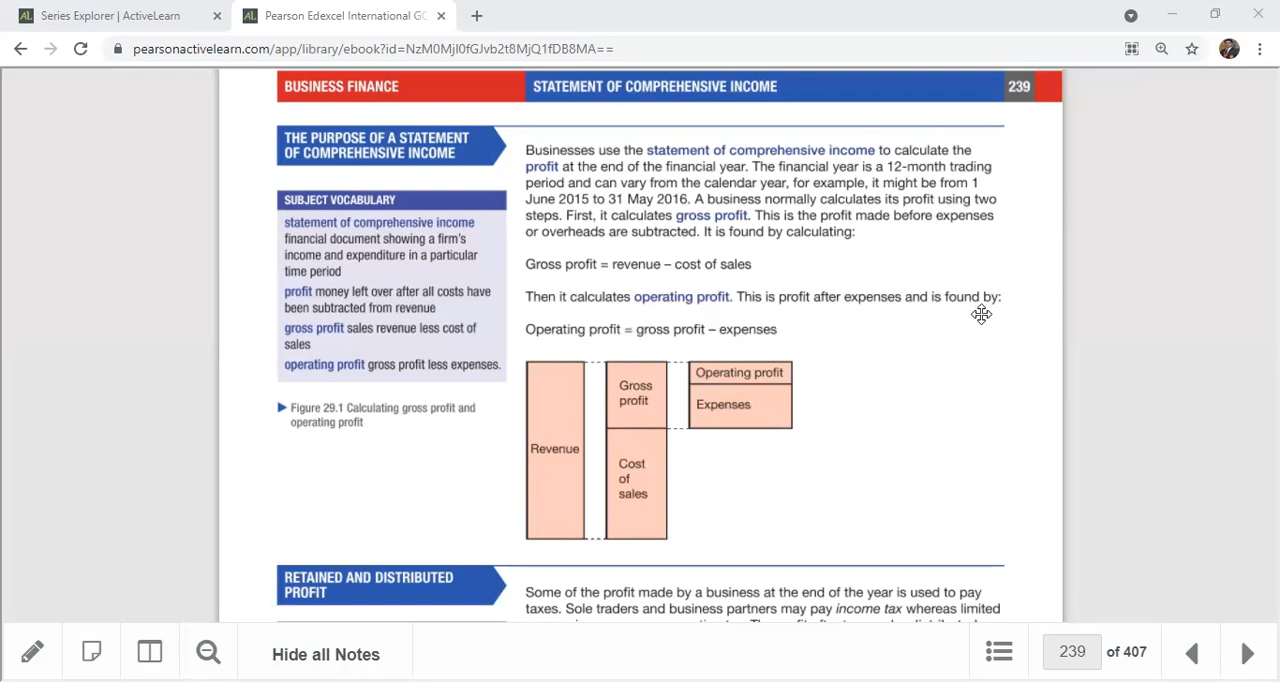 Series Explorer | ActiveLearn
Pearson Edexcel International GC
pearsonactivelearn.com/app/library/ebook?id=NzM0MjI0fGJvb2t8MjQ1fDB8MA==
BUSINESS FINANCE
STATEMENT OF COMPREHENSIVE INCOME
239
THE PURPOSE OF A STATEMENT
OF COMPREHENSIVE INCOME
SUBJECT VOCABULARY
statement of comprehensive income
financial document showing a firm's
income and expenditure in a particular
time period
profit money left over after all costs have
been subtracted from revenue
gross profit sales revenue less cost of
sales
operating profit gross profit less expenses.
▶ Figure 29.1 Calculating gross profit and
operating profit
Businesses use the statement of comprehensive income to calculate the
profit at the end of the financial year. The financial year is a 12-month trading
period and can vary from the calendar year, for example, it might be from 1
June 2015 to 31 May 2016. A business normally calculates its profit using two
steps. First, it calculates gross profit. This is the profit made before expenses
or overheads are subtracted. It is found by calculating:
Gross profit = revenue – cost of sales
Then it calculates operating profit. This is profit after expenses and is found by:
Operating profit = gross profit – expenses
Revenue
Gross
profit
Cost
of
sales
Operating profit
Expenses
RETAINED AND DISTRIBUTED
PROFIT
Some of the profit made by a business at the end of the year is used to pay
taxes. Sole traders and business partners may pay income tax whereas limited
Hide all Notes
239
of 407